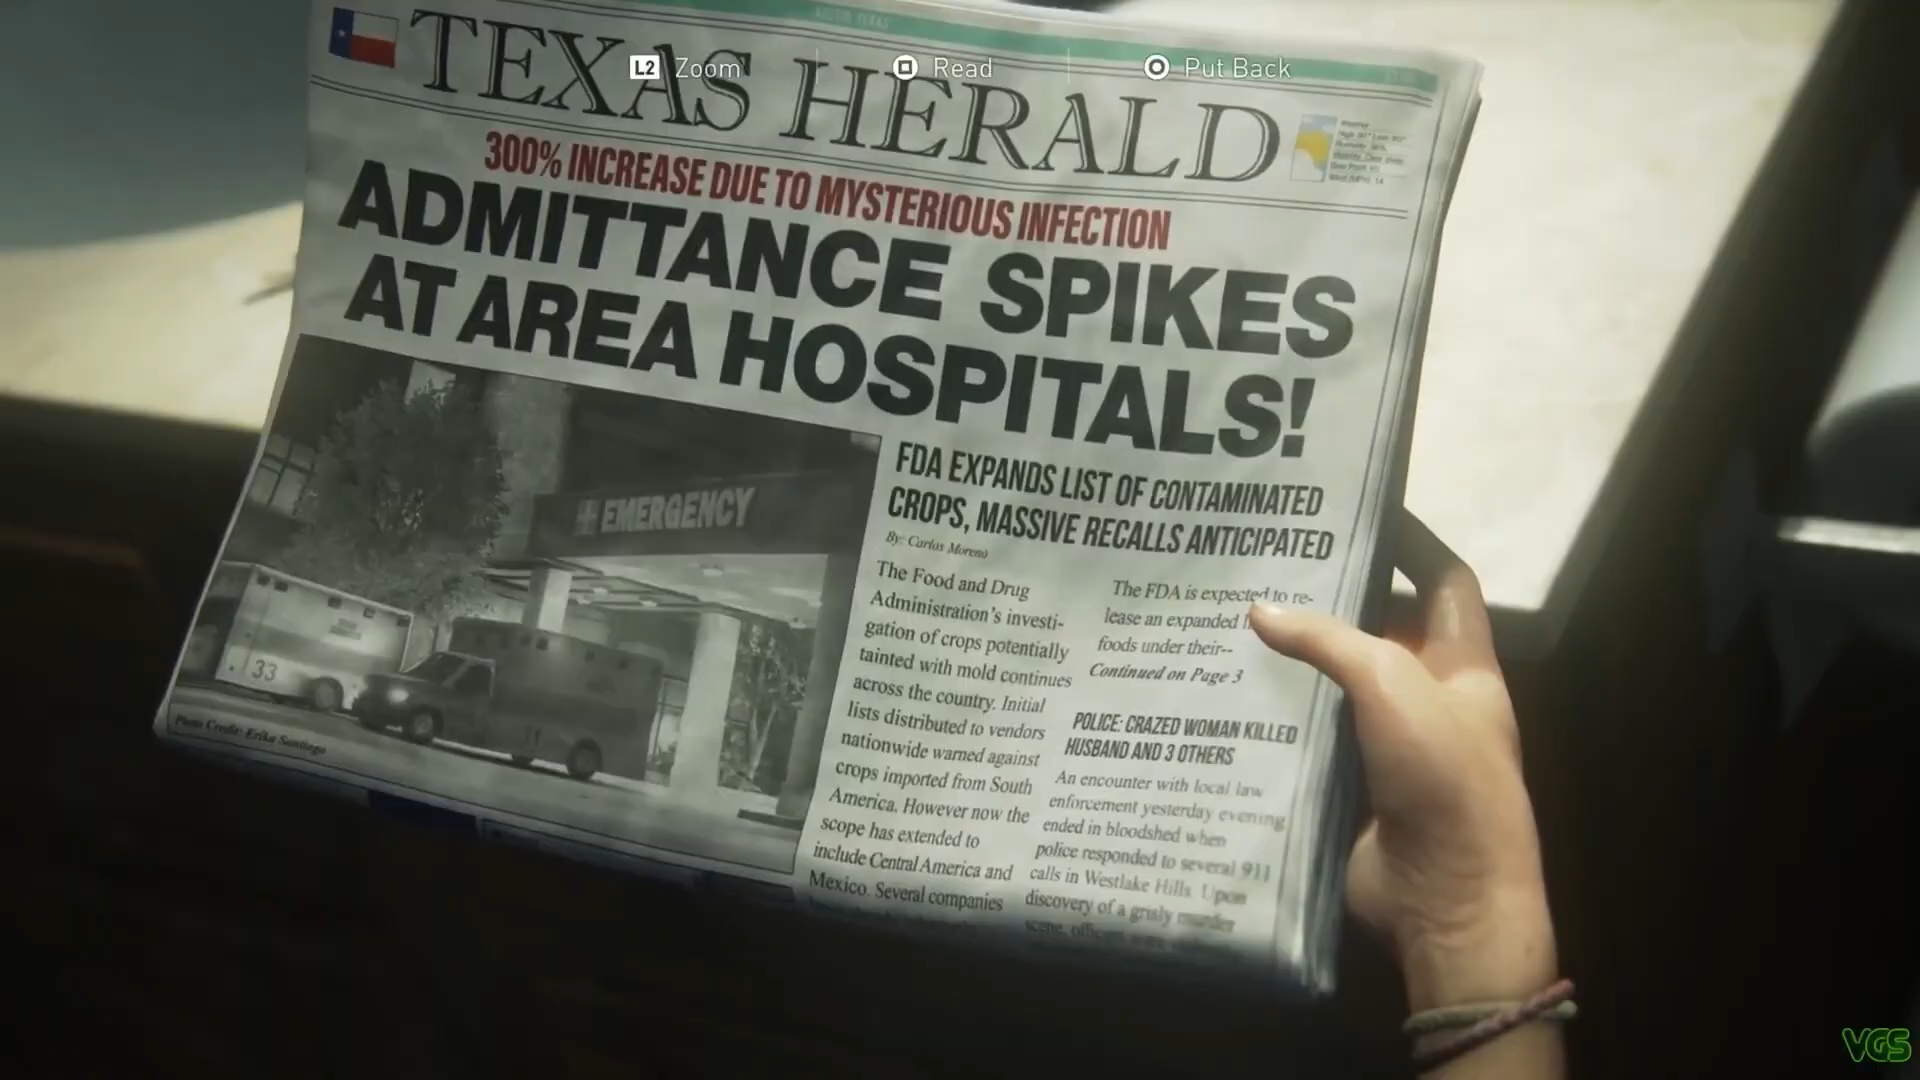 AUSTIN, TEXAS
TEXAS HERALD
L2 Zoom
Read
Put Back
Weather
300% INCREASE DUE TO MYSTERIOUS INFECTION
ADMITTANCE SPIKES
AT AREA HOSPITALS!
EMERGENCY
33
Photo Credit: Erika Santiago
FDA EXPANDS LIST OF CONTAMINATED
CROPS, MASSIVE RECALLS ANTICIPATED
By: Carlos Moreno
The Food and Drug
Administration's investi-
gation of crops potentially
tainted with mold continues
across the country. Initial
lists distributed to vendors
nationwide warned against
crops imported from South
America. However now the
scope has extended to
include Central America and
Mexico. Several companies
The FDA is expected to re-
lease an expanded
foods under their--
Continued on Page 3
POLICE: CRAZED WOMAN KILLED
HUSBAND AND 3 OTHERS
An encounter with local law
enforcement yesterday evening
ended in bloodshed when
police responded to several 911
calls in Westlake Hills. Upon
discovery of a grisly murder
scene, officers were
VGS